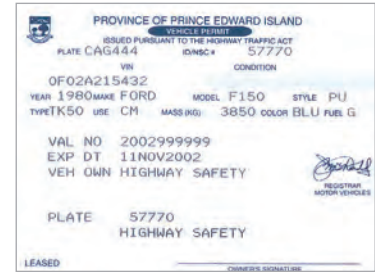 PROVINCE OF PRINCE EDWARD ISLAND
VEHICLE PERMIT
ISSUED PURSUANT TO THE HIGHWAY TRAFFIC ACT
PLATE CAG444 ID/NSC # 57770
VIN CONDITION
0F02A215432
YEAR 1980 MAKE FORD MODEL F150 STYLE PU
TYPE TK50 USE CM MASS (KG) 3850 COLOR BLU FUEL G
VAL NO 2002999999
EXP DT 11NOV2002
VEH OWN HIGHWAY SAFETY
REGISTRAR
MOTOR VEHICLES
PLATE 57770
HIGHWAY SAFETY
LEASED
OWNER'S SIGNATURE